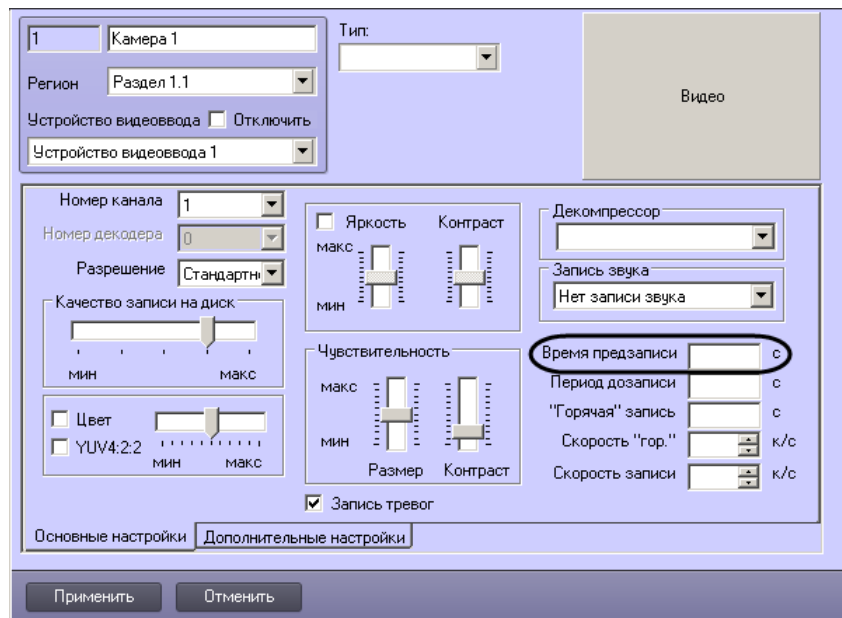 1
Камера 1
Тип:
Регион
Раздел 1.1
Видео
Устройство видеоввода
Отключить
Устройство видеоввода 1
Номер канала
1
Номер декодера
0
Разрешение
Стандартн
Качество записи на диск
мин
макс
Цвет
YUV4:2:2
мин
макс
Яркость
Контраст
макс
мин
Чувствительность
макс
мин
Размер
Контраст
Запись тревог
Декомпрессор
Запись звука
Нет записи звука
Время предзаписи
с
Период дозаписи
с
"Горячая" запись
с
Скорость "гор."
к/с
Скорость записи
к/с
Основные настройки
Дополнительные настройки
Применить
Отменить